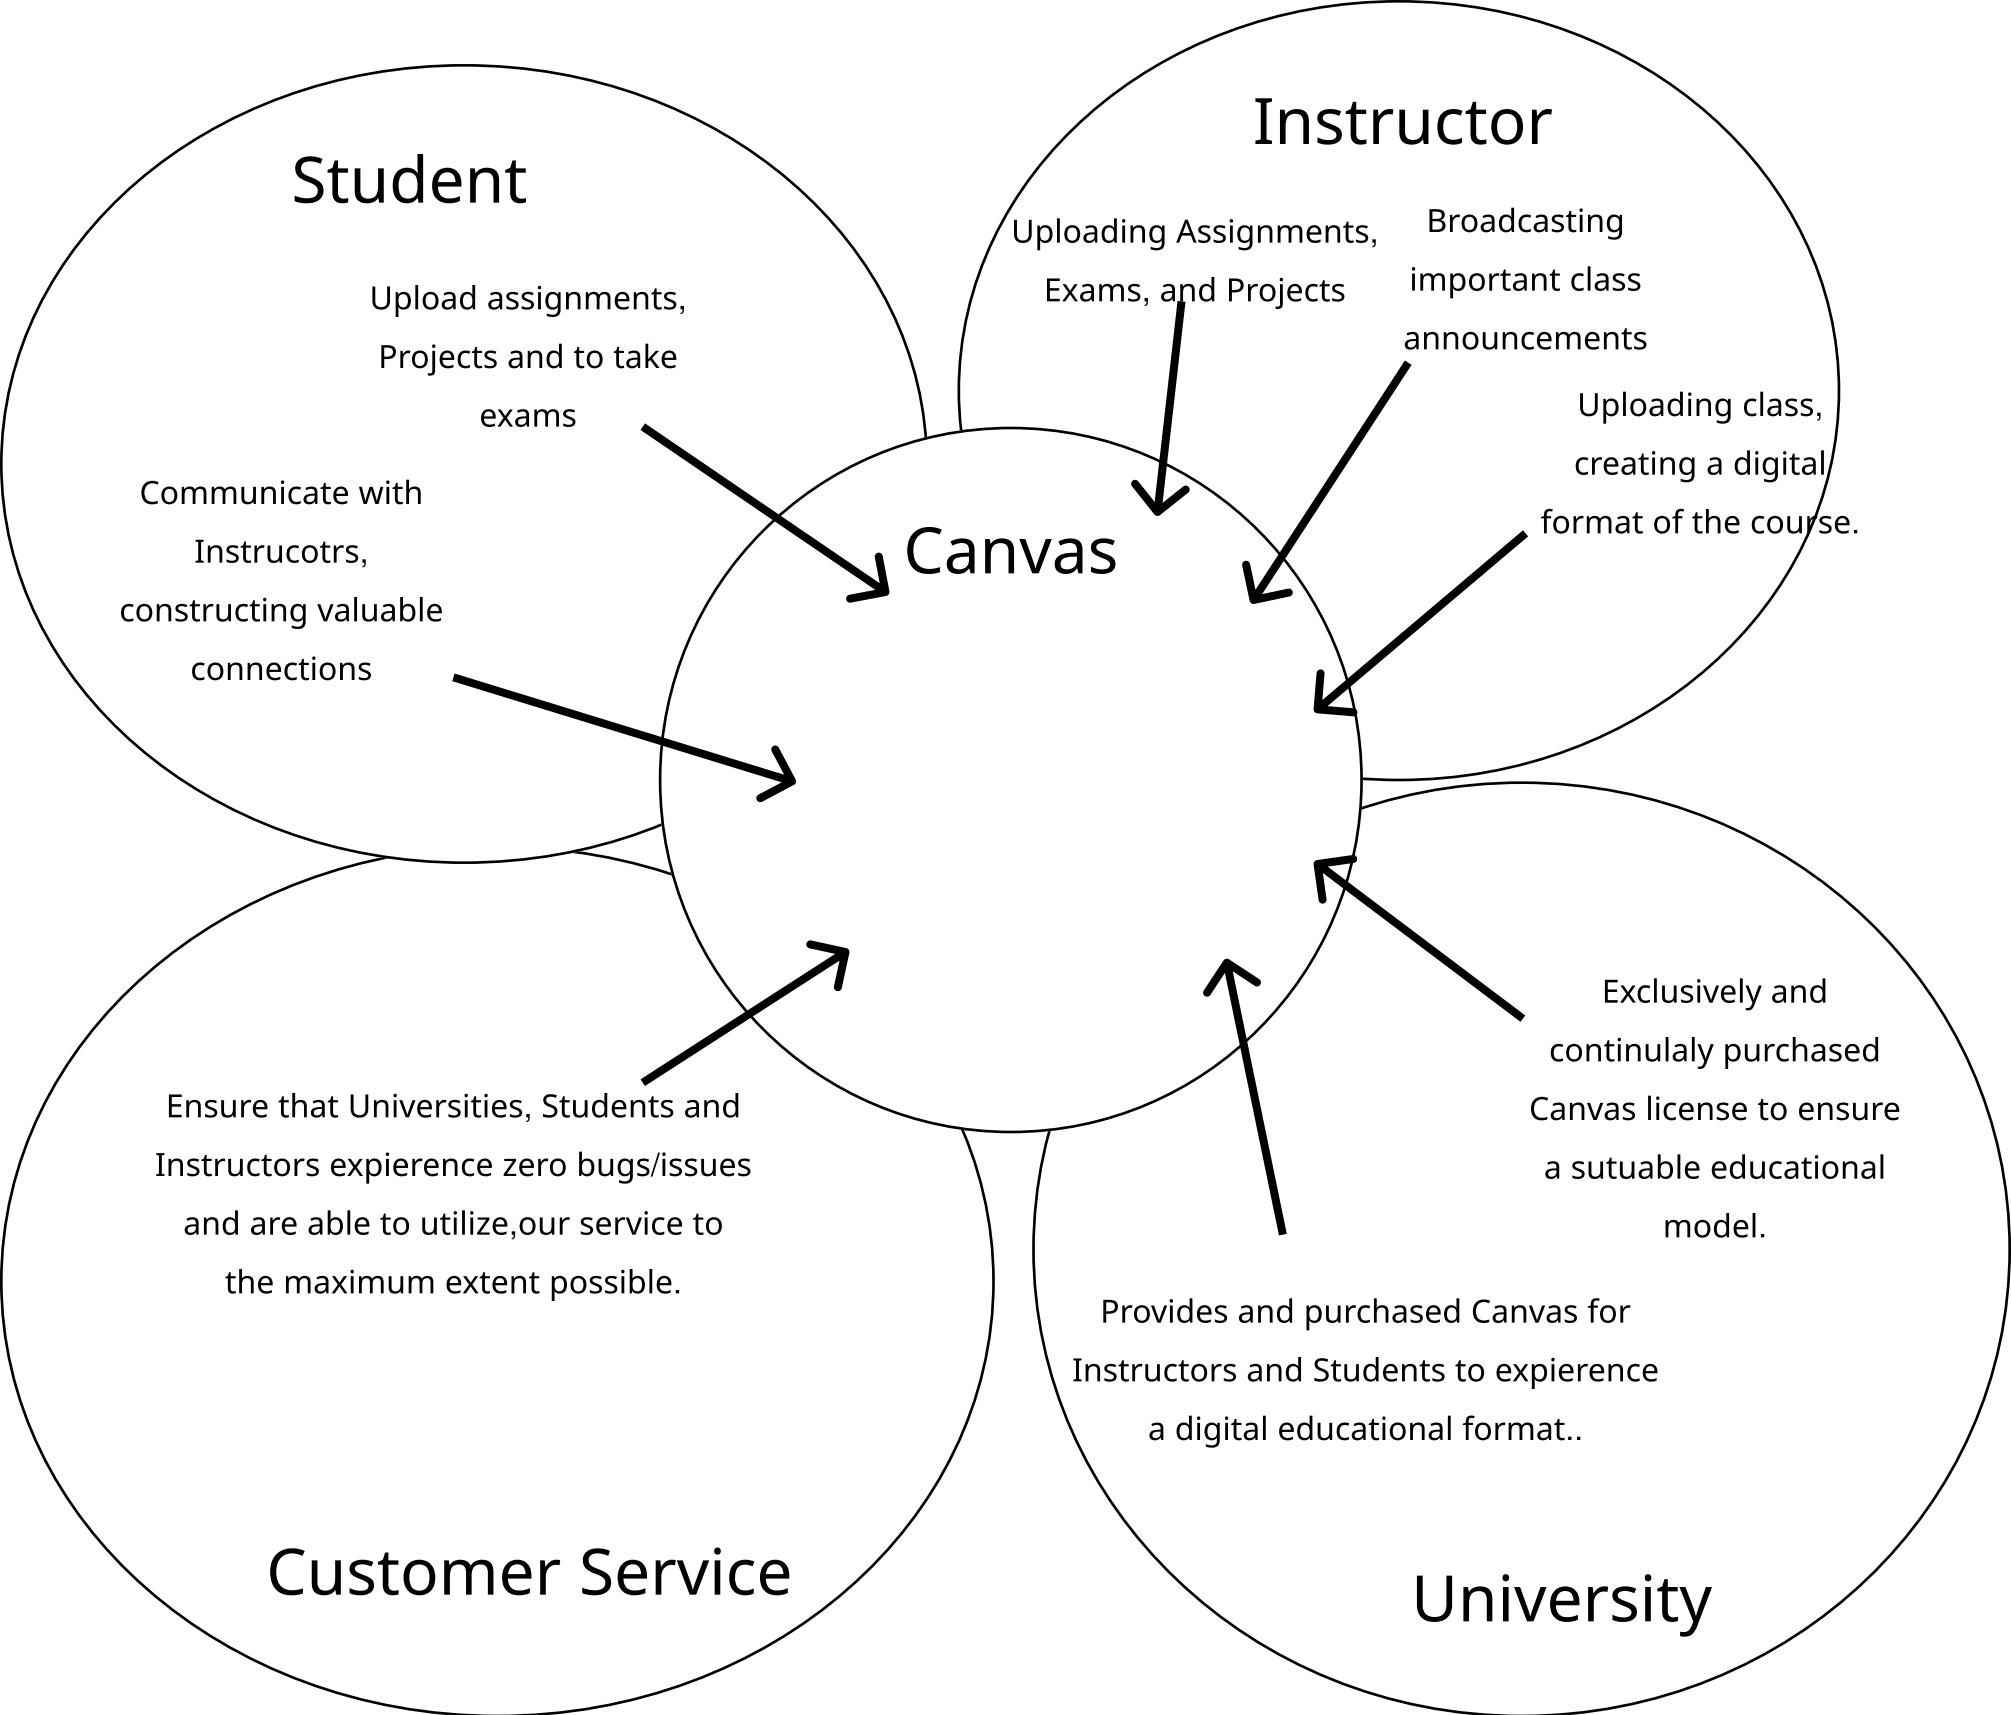 Student
Upload assignments,
Projects and to take
exams
Communicate with
Instrucotrs,
constructing valuable
connections
Instructor
Uploading Assignments,
Exams, and Projects
Broadcasting
important class
announcements
Uploading class,
creating a digital
format of the course.
Canvas
Ensure that Universities, Students and
Instructors expierence zero bugs/issues
and are able to utilize,our service to
the maximum extent possible.
Customer Service
Exclusively and
continulaly purchased
Canvas license to ensure
a sutuable educational
model.
Provides and purchased Canvas for
Instructors and Students to expierence
a digital educational format..
University